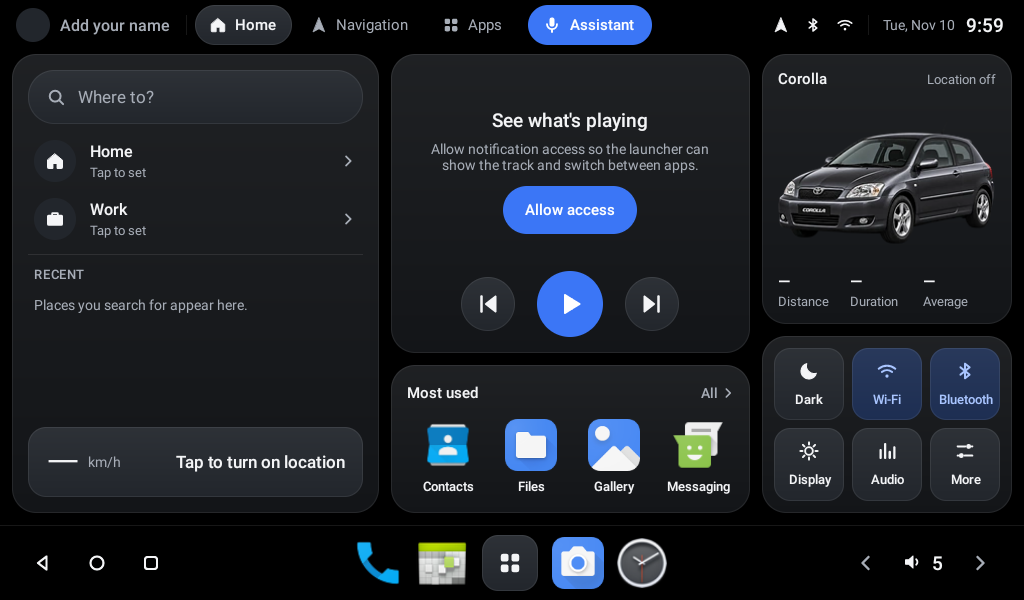 Add your name
Home
Navigation
Apps
Assistant
Tue, Nov 10
9:59
Where to?
Home
Tap to set
Work
Tap to set
RECENT
Places you search for appear here.
km/h
Tap to turn on location
See what's playing
Allow notification access so the launcher can
show the track and switch between apps.
Allow access
Most used
All
Contacts
Files
Gallery
Messaging
Corolla
Location off
COROLLA
Distance
Duration
Average
Dark
Wi-Fi
Bluetooth
Display
Audio
More
5